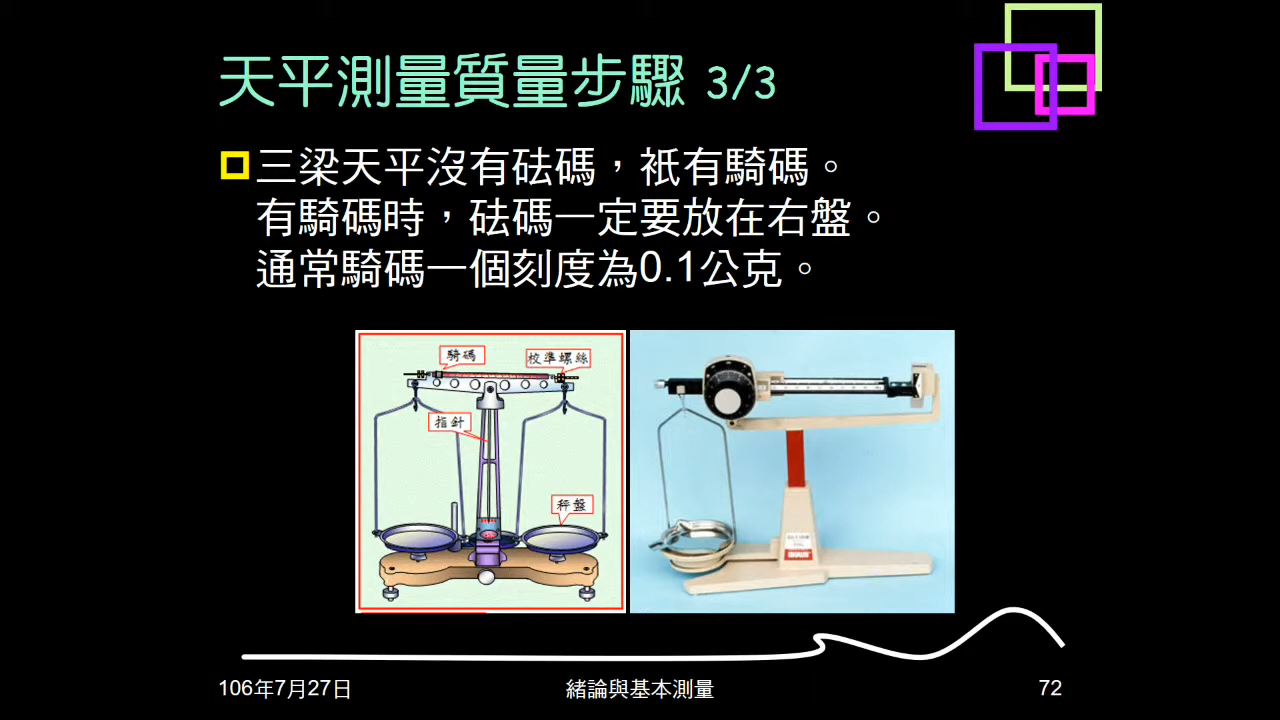 天平測量質量步驟 3/3
三梁天平沒有砝碼，祇有騎碼。
有騎碼時，砝碼一定要放在右盤。
通常騎碼一個刻度為0.1公克。
騎碼
校準螺絲
指針
秤盤
106年7月27日
緒論與基本測量
72